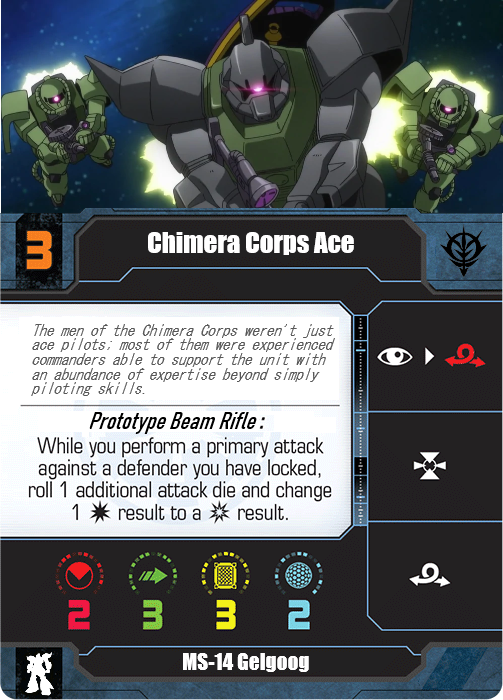 3
Chimera Corps Ace
The men of the Chimera Corps weren't just
ace pilots; most of them were experienced
commanders able to support the unit with
an abundance of expertise beyond simply
piloting skills.
Prototype Beam Rifle :
While you perform a primary attack
against a defender you have locked,
roll 1 additional attack die and change
1 result to a result.
2 3 3 2
MS-14 Gelgoog